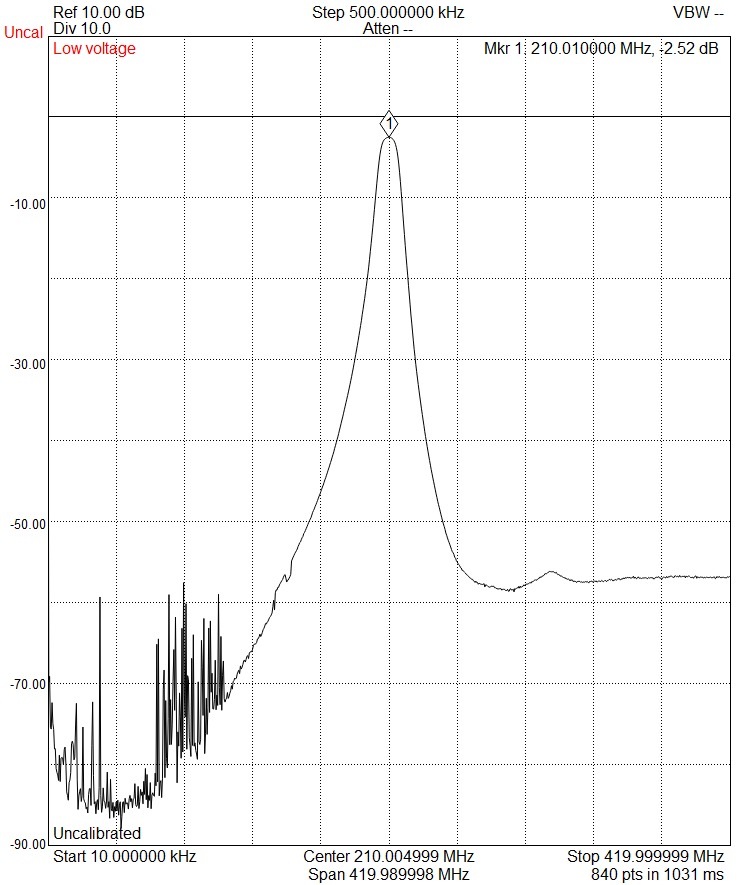 Ref 10.00 dB Step 500.000000 kHz VBW --
Div 10.0 Atten --
Uncal
Low voltage Mkr 1: 210.010000 MHz, -2.52 dB
1
-10.00
-30.00
-50.00
-70.00
Uncalibrated
-90.00
Start 10.000000 kHz Center 210.004999 MHz Stop 419.999999 MHz
Span 419.989998 MHz 840 pts in 1031 ms